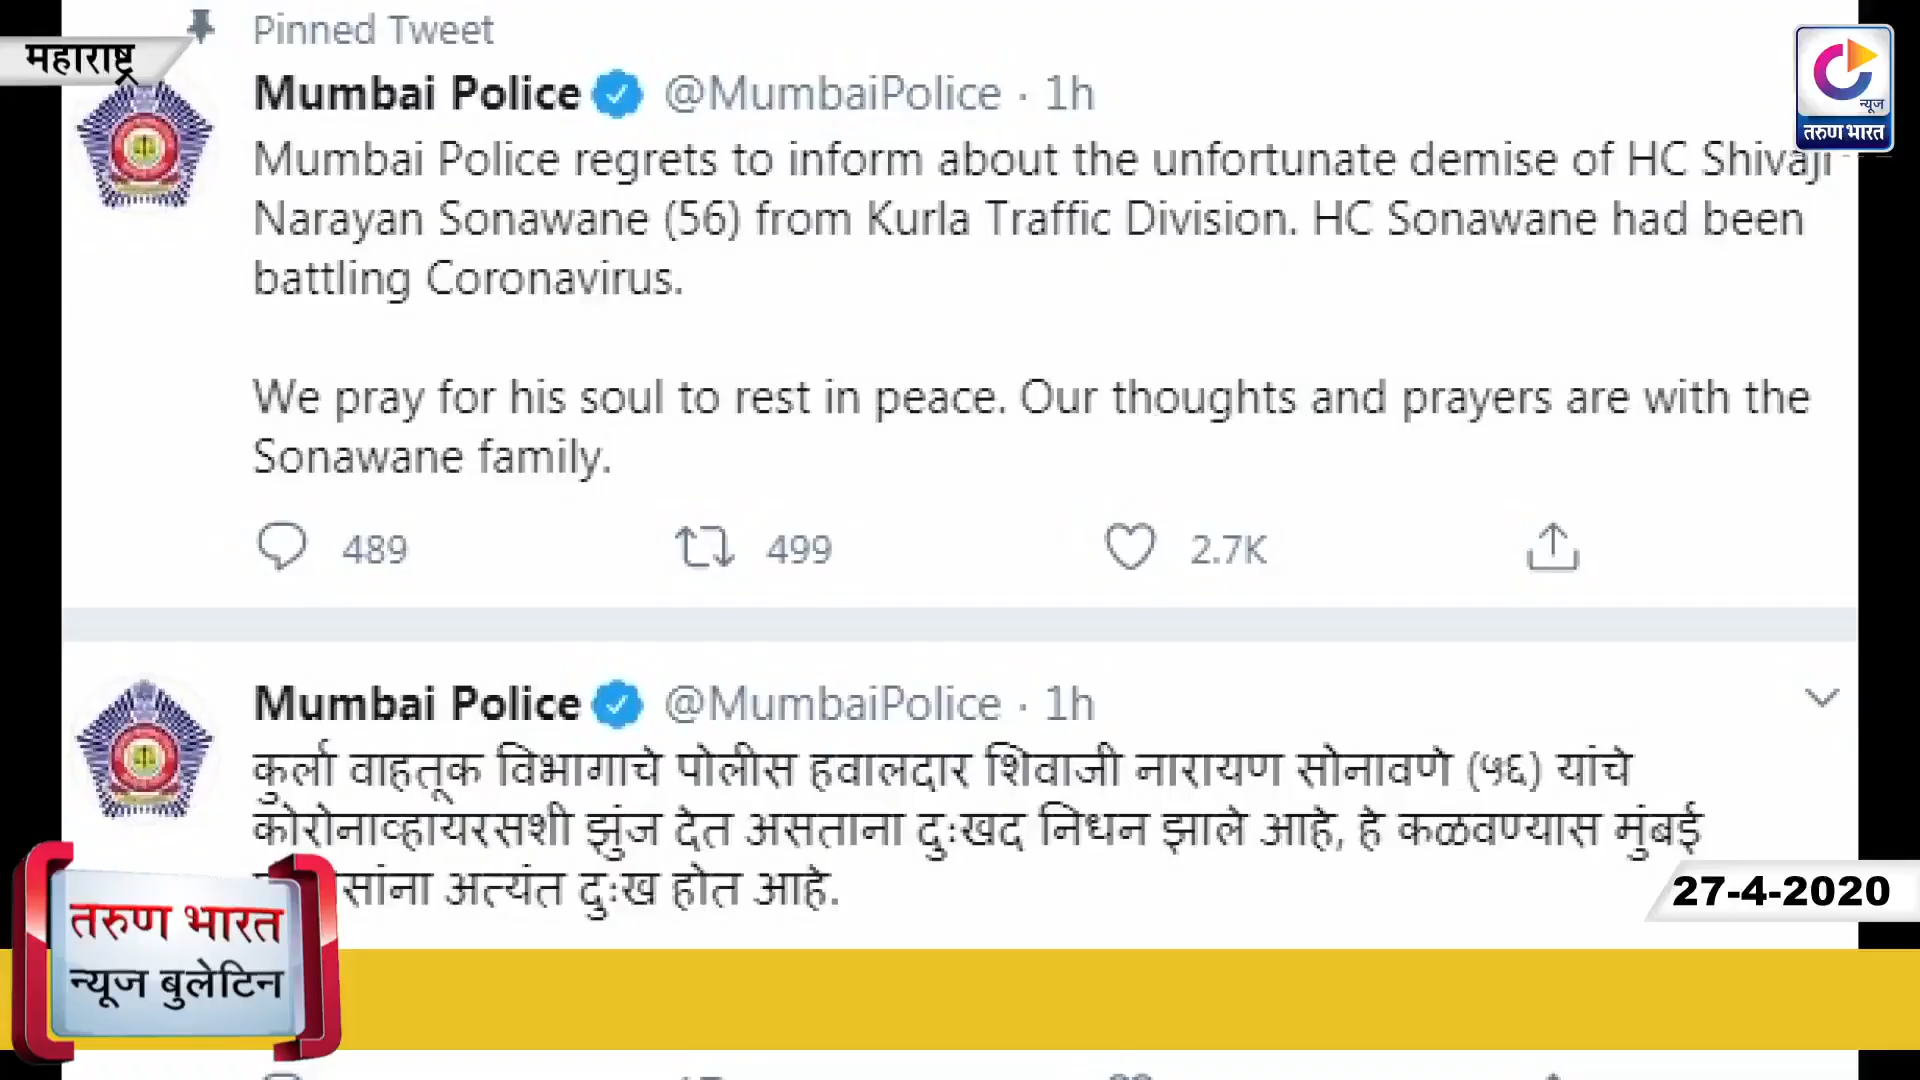 Pinned Tweet
महाराष्ट्र
Mumbai Police @MumbaiPolice · 1h
न्यूज
तरुण भारत
Mumbai Police regrets to inform about the unfortunate demise of HC Shivaji
Narayan Sonawane (56) from Kurla Traffic Division. HC Sonawane had been
battling Coronavirus.
We pray for his soul to rest in peace. Our thoughts and prayers are with the
Sonawane family.
489 499 2.7K
Mumbai Police @MumbaiPolice · 1h
कुर्ला वाहतूक विभागाचे पोलीस हवालदार शिवाजी नारायण सोनावणे (५६) यांचे
कोरोनाव्हायरसशी झुंज देत असताना दुःखद निधन झाले आहे, हे कळवण्यास मुंबई
अत्यंत दुःख होत आहे.
27-4-2020
तरुण भारत
न्यूज बुलेटिन